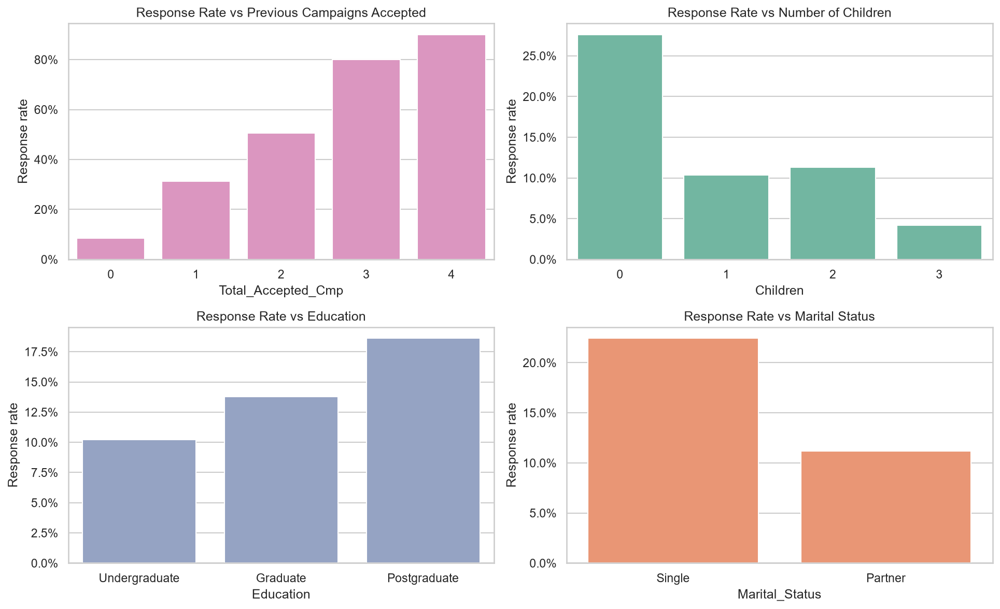 Response Rate vs Previous Campaigns Accepted
Response rate
80%
60%
40%
20%
0%
0 1 2 3 4
Total_Accepted_Cmp
Response Rate vs Number of Children
Response rate
25.0%
20.0%
15.0%
10.0%
5.0%
0.0%
0 1 2 3
Children
Response Rate vs Education
Response rate
17.5%
15.0%
12.5%
10.0%
7.5%
5.0%
2.5%
0.0%
Undergraduate Graduate Postgraduate
Education
Response Rate vs Marital Status
Response rate
20.0%
15.0%
10.0%
5.0%
0.0%
Single Partner
Marital_Status